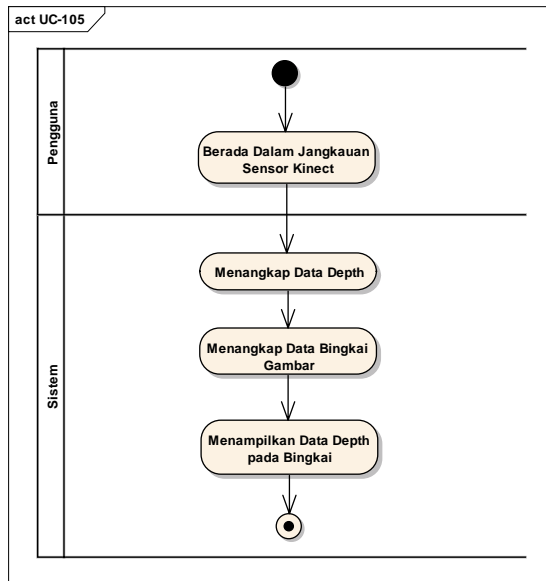 act UC-105
Pengguna
Berada Dalam Jangkauan
Sensor Kinect
Sistem
Menangkap Data Depth
Menangkap Data Bingkai
Gambar
Menampilkan Data Depth
pada Bingkai